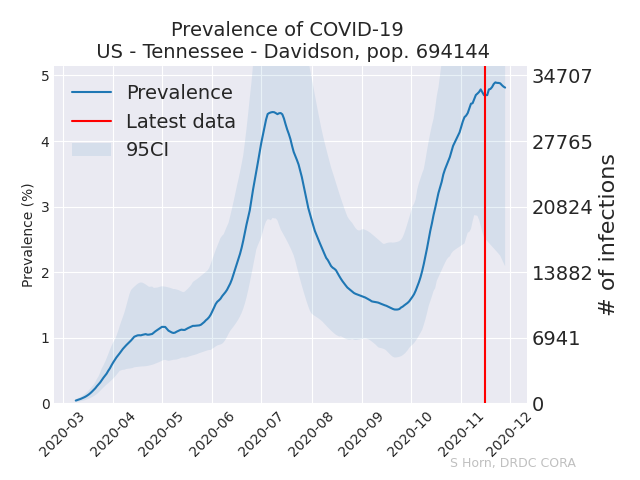 Prevalence of COVID-19
US - Tennessee - Davidson, pop. 694144
Prevalence
Latest data
95CI
Prevalence (%)
5
4
3
2
1
0
34707
27765
20824
13882
6941
0
# of infections
2020-03
2020-04
2020-05
2020-06
2020-07
2020-08
2020-09
2020-10
2020-11
2020-12
S Horn, DRDC CORA